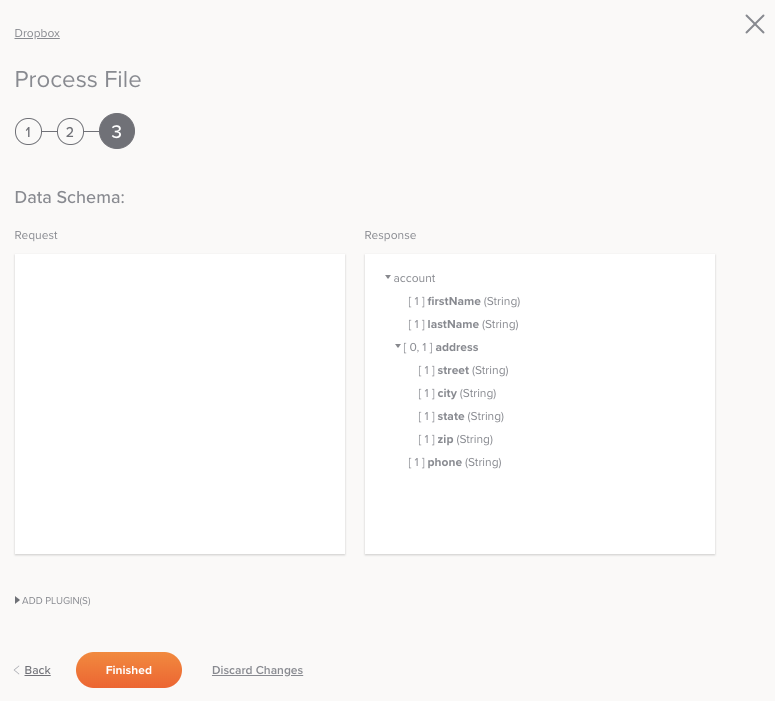 Dropbox
Process File
1 2 3
Data Schema:
Request
Response
account
[ 1 ] firstName (String)
[ 1 ] lastName (String)
[ 0, 1 ] address
[ 1 ] street (String)
[ 1 ] city (String)
[ 1 ] state (String)
[ 1 ] zip (String)
[ 1 ] phone (String)
ADD PLUGIN(S)
Back Finished Discard Changes